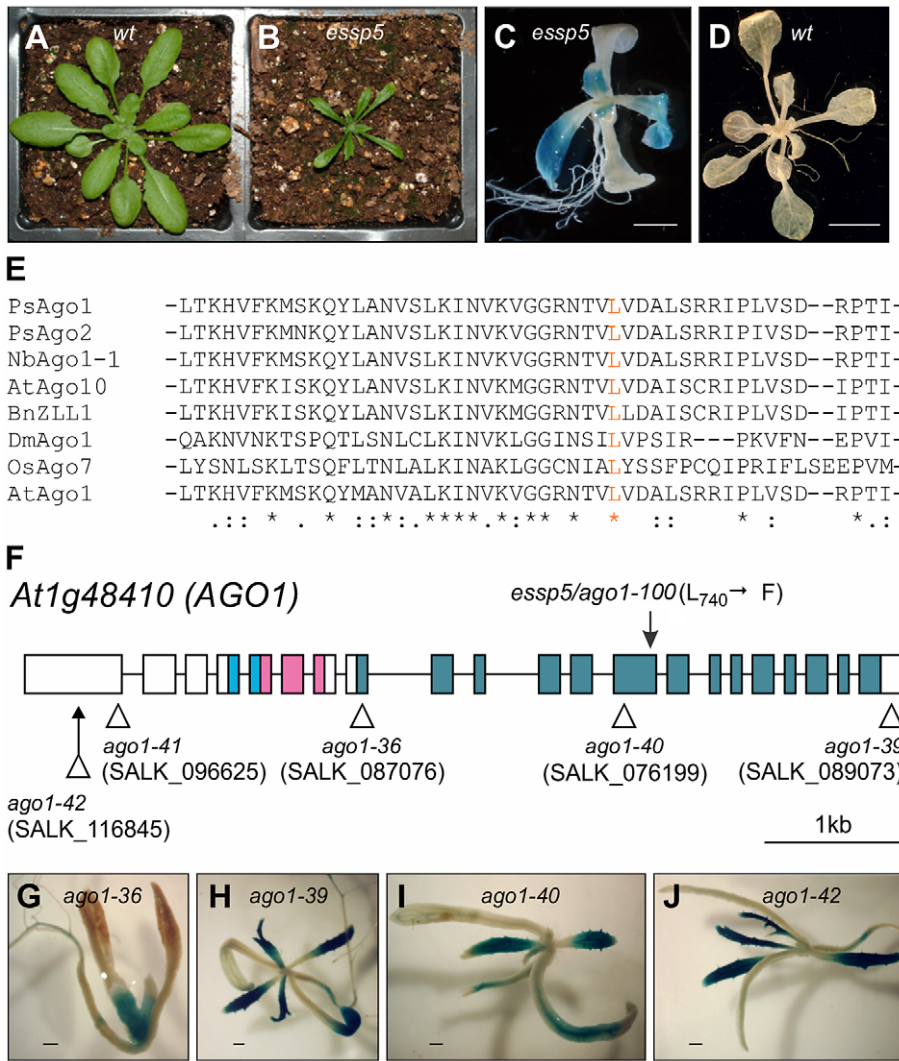 A wt
B essp5
C essp5
D wt
E
PsAgo1 -LTKHVFKMSKQYLANVSLKINVKVGGRNTVLVDALSRRIPLVSD--RPTI-
PsAgo2 -LTKHVFKMNKQYLANVSLKINVKVGGRNTVLVDALSRRIPIVSD--RPTI-
NbAgo1-1 -LTKHVFKMSKQYLANVSLKINVKVGGRNTVLVDALSRRIPLVSD--RPTI-
AtAgo10 -LTKHVFKISKQYLANVSLKINVKMGGRNTVLVDAISCRIPLVSD--IPTI-
BnZLL1 -LTKHVFKISKQYLANVSLKINVKMGGRNTVLLDAISCRIPLVSD--IPTI-
DmAgo1 -QAKNVNKTSPQTLSNLCLKINVKLGGINSILVPSIR---PKVFN--EPVI-
OsAgo7 -LYSNLSKLTSQFLTNLALKINAKLGGCNIALYSSFPCQIPRIFLSEEPVM-
AtAgo1 -LTKHVFKMSKQYMANVALKINVKVGGRNTVLVDALSRRIPLVSD--RPTI-
.:: * . * ::*:.****.*:** * * :: * : *.:
F
At1g48410 (AGO1)
essp5/ago1-100(L740→ F)
ago1-41
(SALK_096625)
ago1-36
(SALK_087076)
ago1-40
(SALK_076199)
ago1-39
(SALK_089073)
ago1-42
(SALK_116845)
1kb
G ago1-36
H ago1-39
I ago1-40
J ago1-42